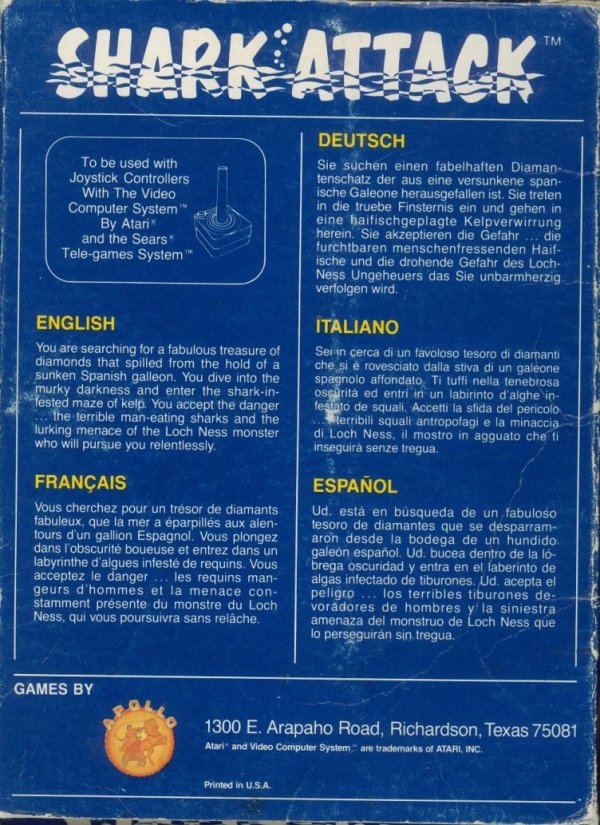 SHARK ATTACK™
To be used with
Joystick Controllers
With The Video
Computer System™
By Atari®
and the Sears®
Tele-games System™
ENGLISH
You are searching for a fabulous treasure of
diamonds that spilled from the hold of a
sunken Spanish galleon. You dive into the
murky darkness and enter the shark-in-
fested maze of kelp. You accept the danger
... the terrible man-eating sharks and the
lurking menace of the Loch Ness monster
who will pursue you relentlessly.
FRANÇAIS
Vous cherchez pour un trésor de diamants
fabuleux, que la mer a éparpillés aux alen-
tours d'un gallion Espagnol. Vous plongez
dans l'obscurité boueuse et entrez dans un
labyrinthe d'algues infesté de requins. Vous
acceptez le danger ... les requins man-
geurs d'hommes et la menace con-
stamment présente du monstre du Loch
Ness, qui vous poursuivra sans relâche.
DEUTSCH
Sie suchen einen fabelhaften Diaman-
tenschatz der aus eine versunkene span-
ische Galeone herausgefallen ist. Sie treten
in die truebe Finsternis ein und gehen in
eine haifischgeplagte Kelpverwirrung
herein. Sie akzeptieren die Gefahr ... die
furchtbaren menschenfressenden Haif-
ische und die drohende Gefahr des Loch-
Ness Ungeheuers das Sie unbarmherzig
verfolgen wird.
ITALIANO
Sei in cerca di un favoloso tesoro di diamanti
che si è rovesciato dalla stiva di un galeone
spagnolo affondato. Ti tuffi nella tenebrosa
oscurità ed entri in un labirinto d'alghe in-
festato de squali. Accetti la sfida del pericolo
... i terribili squali antropofagi e la minaccia
di Loch Ness, il mostro in agguato che ti
inseguirà senze tregua.
ESPAÑOL
Ud. está en búsqueda de un fabuloso
tesoro de diamantes que se desparram-
aron desde la bodega de un hundido
galeón español. Ud. bucea dentro de la ló-
brega oscuridad y entra en el laberinto de
algas infectado de tiburones. Ud. acepta el
peligro ... los terribles tiburones de-
voradores de hombres y la siniestra
amenaza del monstruo de Loch Ness que
lo perseguirán sin tregua.
GAMES BY
APOLLO
1300 E. Arapaho Road, Richardson, Texas 75081
Atari® and Video Computer System™ are trademarks of ATARI, INC.
Printed in U.S.A.